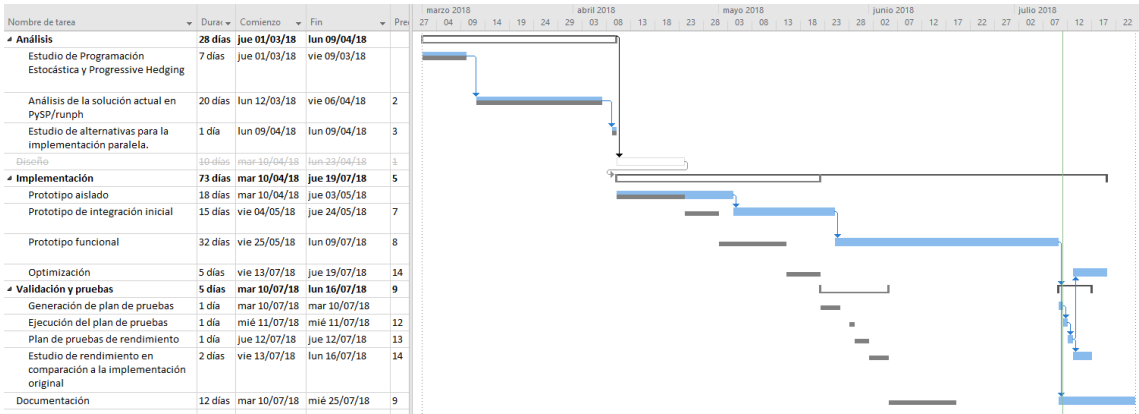 marzo 2018 abril 2018 mayo 2018 junio 2018 julio 2018
Nombre de tarea Durac Comienzo Fin Pred 27 04 09 14 19 24 29 03 08 13 18 23 28 03 08 13 18 23 28 02 07 12 17 22 27 02 07 12 17 22
Análisis 28 días jue 01/03/18 lun 09/04/18
Estudio de Programación 7 días jue 01/03/18 vie 09/03/18
Estocástica y Progressive Hedging
Análisis de la solución actual en 20 días lun 12/03/18 vie 06/04/18 2
PySP/runph
Estudio de alternativas para la 1 día lun 09/04/18 lun 09/04/18 3
implementación paralela.
Diseño 10 días mar 10/04/18 lun 23/04/18 1
Implementación 73 días mar 10/04/18 jue 19/07/18 5
Prototipo aislado 18 días mar 10/04/18 jue 03/05/18
Prototipo de integración inicial 15 días vie 04/05/18 jue 24/05/18 7
Prototipo funcional 32 días vie 25/05/18 lun 09/07/18 8
Optimización 5 días vie 13/07/18 jue 19/07/18 14
Validación y pruebas 5 días mar 10/07/18 lun 16/07/18 9
Generación de plan de pruebas 1 día mar 10/07/18 mar 10/07/18
Ejecución del plan de pruebas 1 día mié 11/07/18 mié 11/07/18 12
Plan de pruebas de rendimiento 1 día jue 12/07/18 jue 12/07/18 13
Estudio de rendimiento en 2 días vie 13/07/18 lun 16/07/18 14
comparación a la implementación
original
Documentación 12 días mar 10/07/18 mié 25/07/18 9